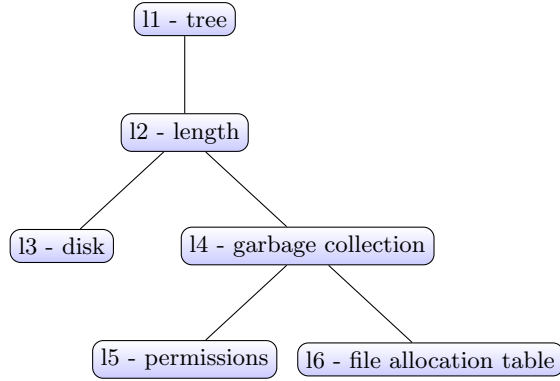 l1 - tree
l2 - length
l3 - disk
l4 - garbage collection
l5 - permissions
l6 - file allocation table